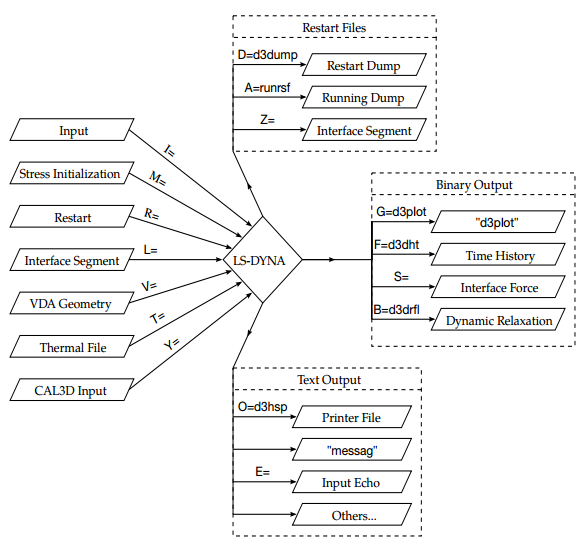 Restart Files
D=d3dump
Restart Dump
A=runrsf
Running Dump
Z=
Interface Segment
Input
I=
Stress Initialization
M=
Restart
R=
Interface Segment
L=
VDA Geometry
V=
Thermal File
T=
CAL3D Input
Y=
LS-DYNA
Binary Output
G=d3plot
"d3plot"
F=d3dht
Time History
S=
Interface Force
B=d3drfl
Dynamic Relaxation
Text Output
O=d3hsp
Printer File
"messag"
E=
Input Echo
Others...